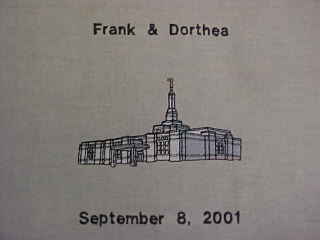 Frank & Dorthea
September 8, 2001